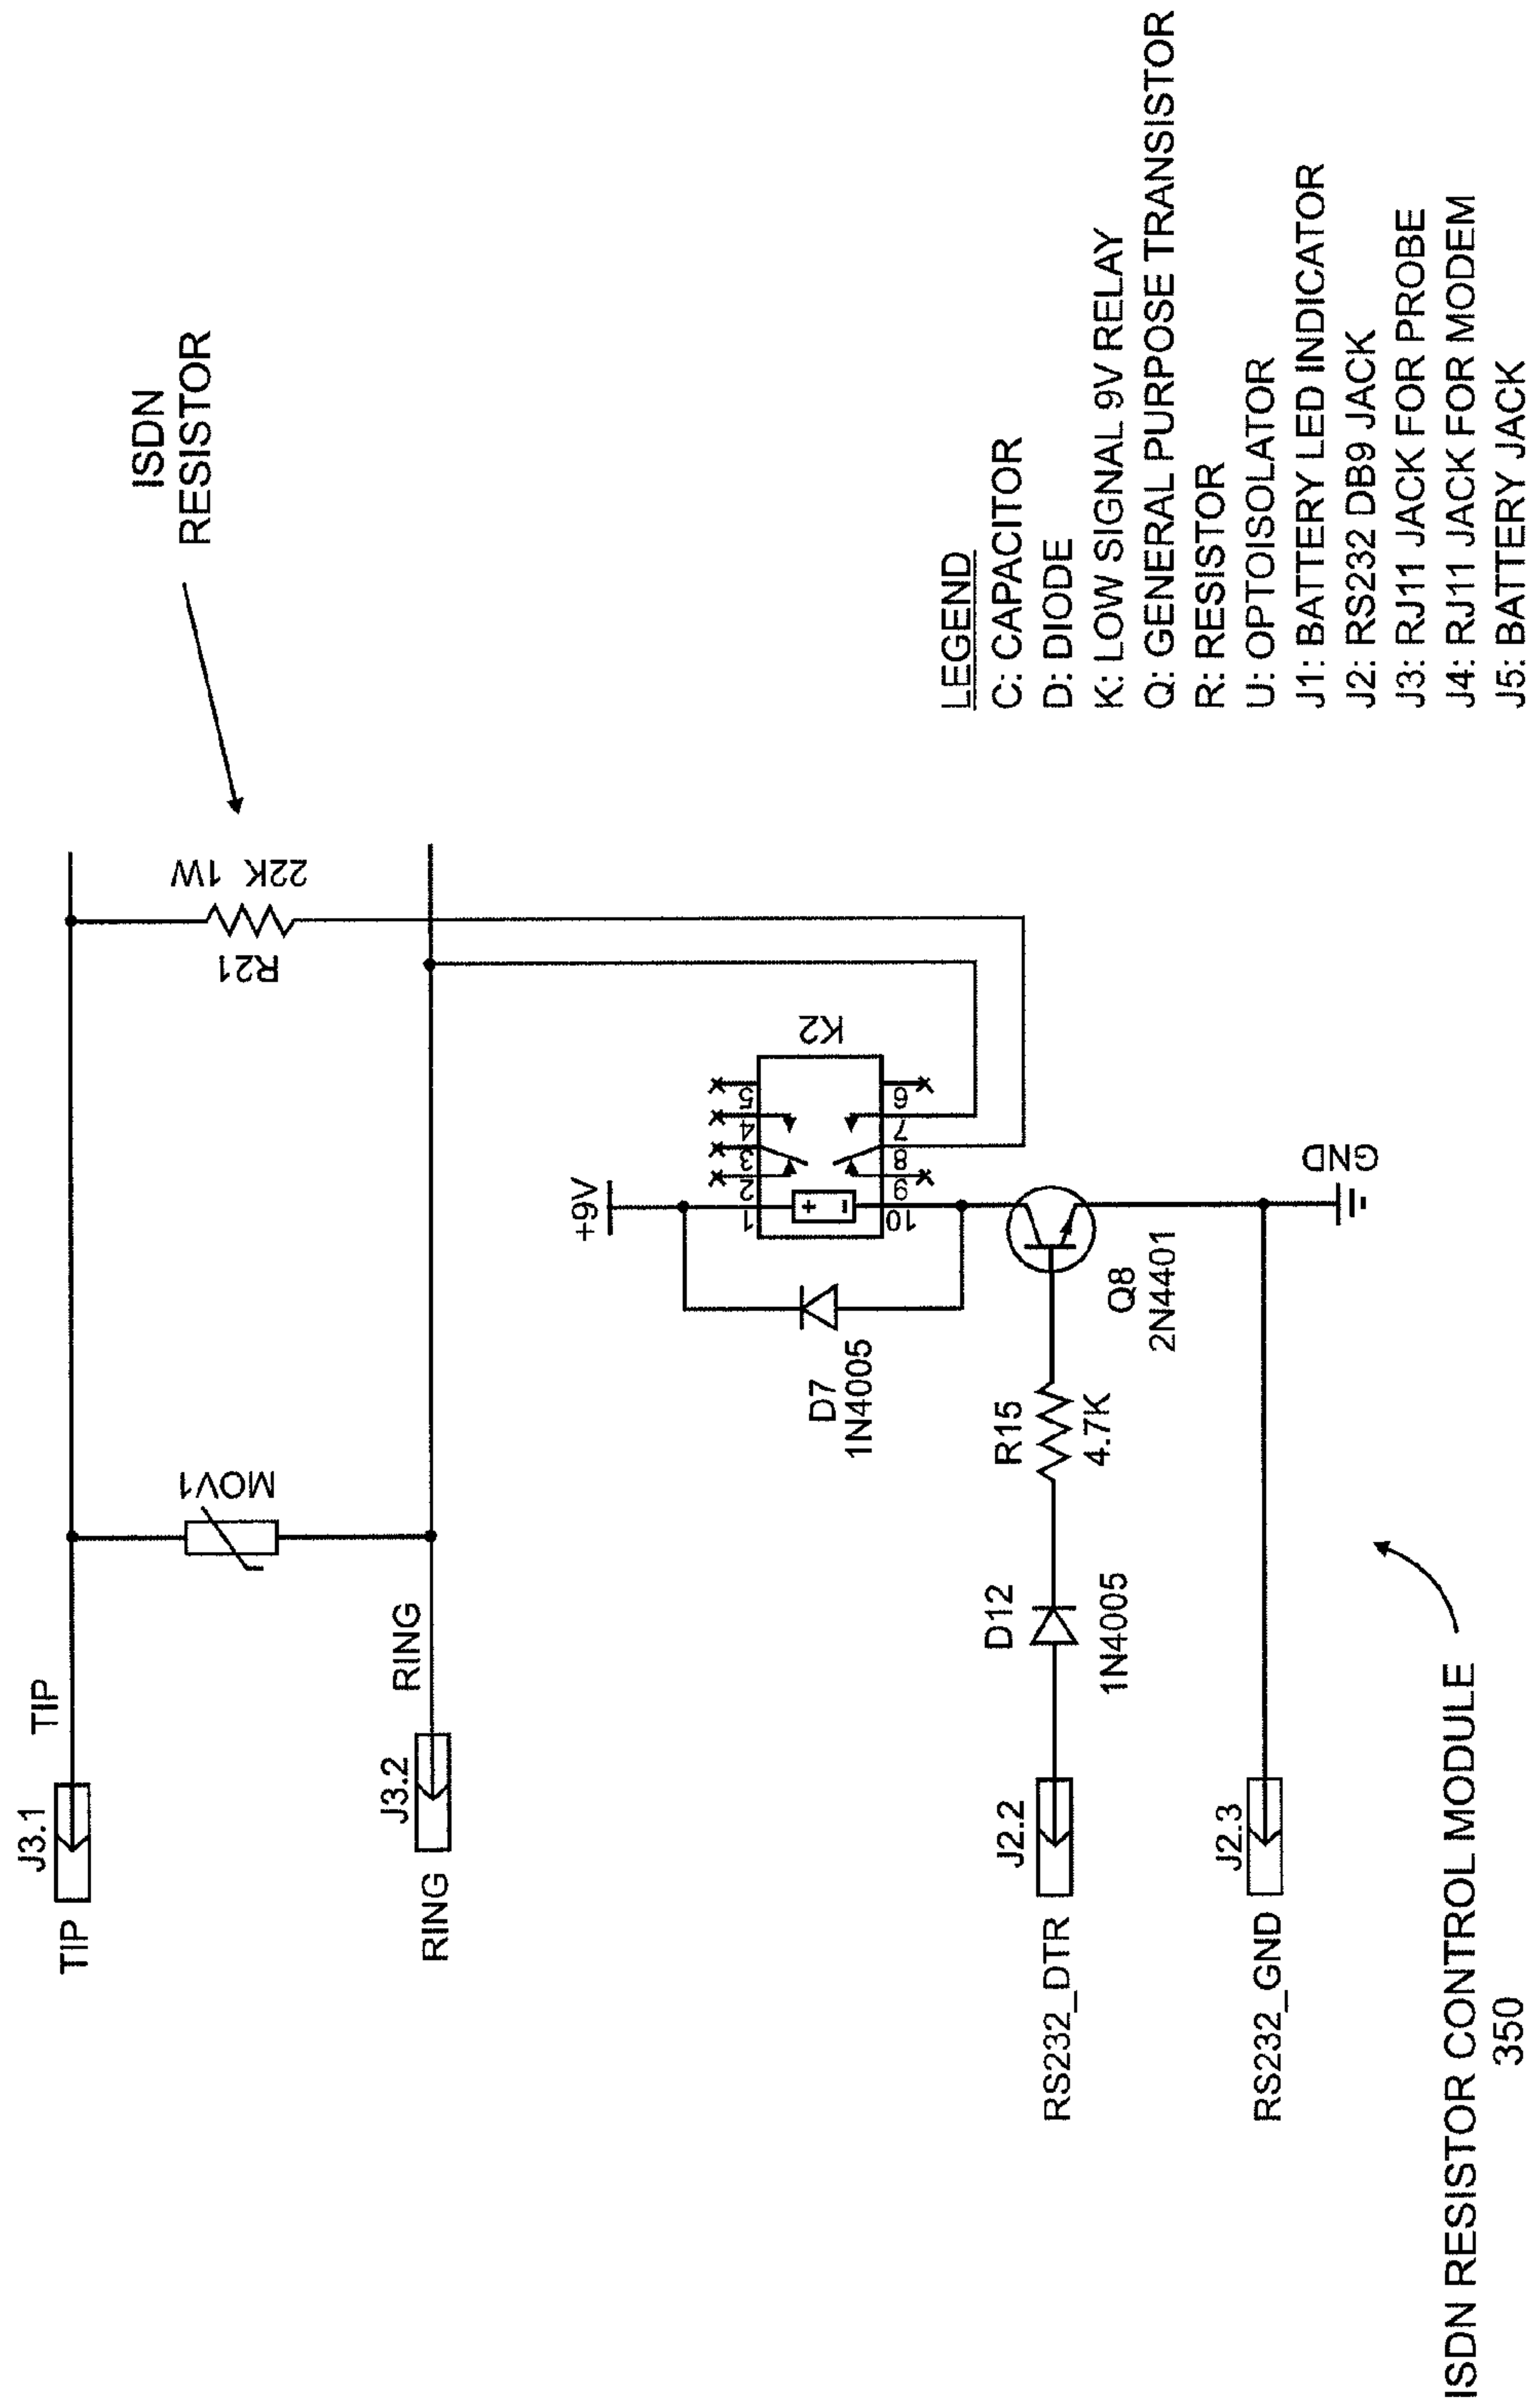 ISDN
RESISTOR
J3.1
TIP
TIP
MOV1
R21
22K 1W
J3.2
RING
RING
+9V
K2
1
2
3
4
5
10
9
8
7
6
+
-
D7
1N4005
J2.2
RS232_DTR
D12
1N4005
R15
4.7K
Q8
2N4401
J2.3
RS232_GND
GND
ISDN RESISTOR CONTROL MODULE
350
LEGEND
C: CAPACITOR
D: DIODE
K: LOW SIGNAL 9V RELAY
Q: GENERAL PURPOSE TRANSISTOR
R: RESISTOR
U: OPTOISOLATOR
J1: BATTERY LED INDICATOR
J2: RS232 DB9 JACK
J3: RJ11 JACK FOR PROBE
J4: RJ11 JACK FOR MODEM
J5: BATTERY JACK